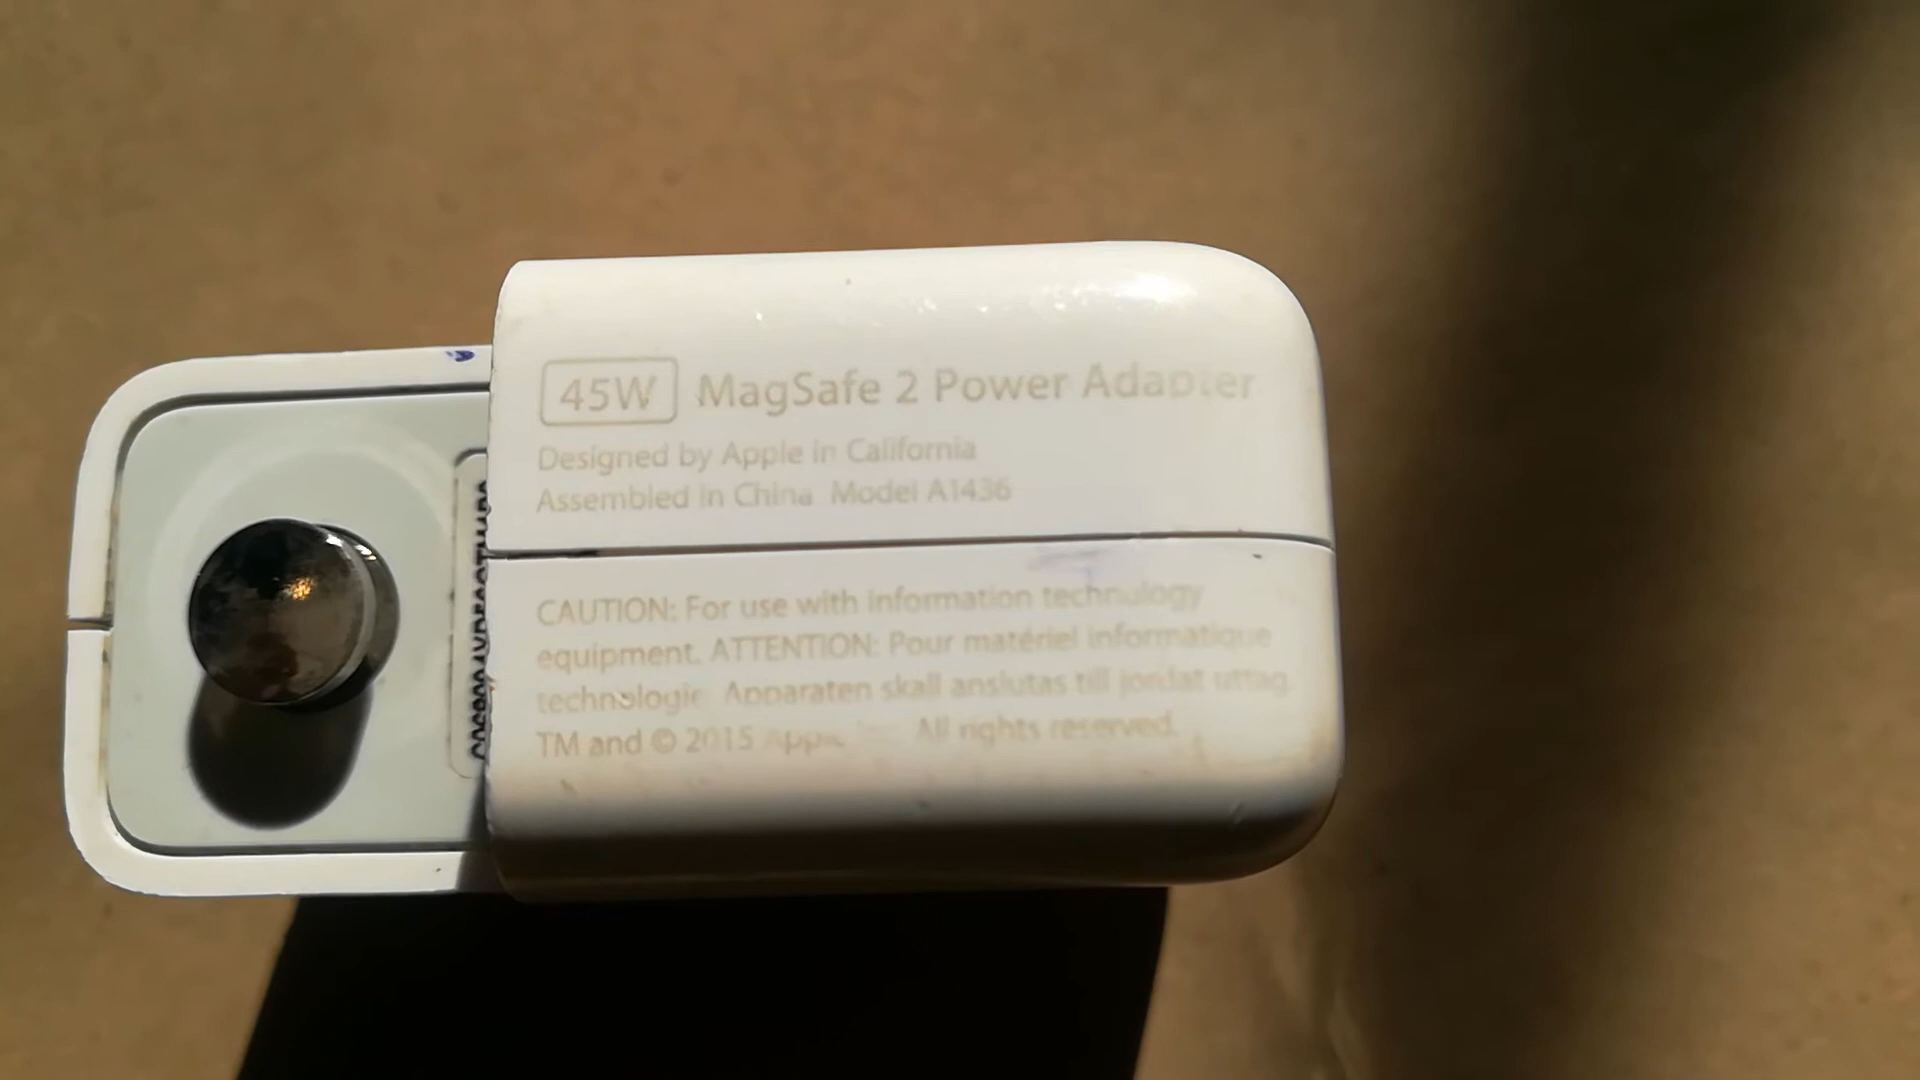 45W MagSafe 2 Power Adapter
Designed by Apple in California
Assembled in China Model A1436
CAUTION: For use with information technology
equipment. ATTENTION: Pour matériel informatique
technologie Apparaten skall anslutas till jordat uttag.
TM and © 2015 All rights reserved.